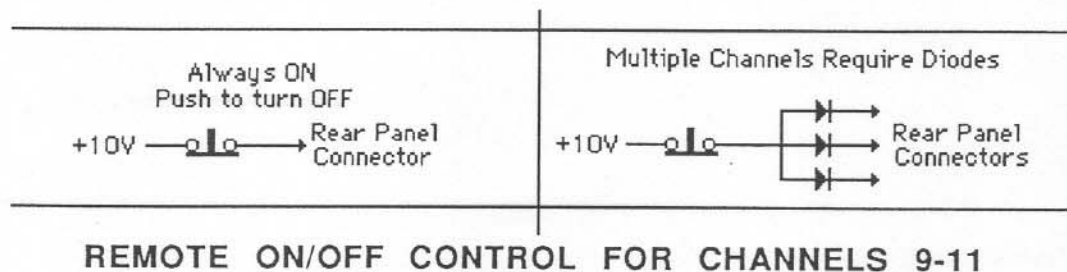 Always ON
Push to turn OFF
+10V
Rear Panel
Connector
Multiple Channels Require Diodes
+10V
Rear Panel
Connectors
REMOTE ON/OFF CONTROL FOR CHANNELS 9-11